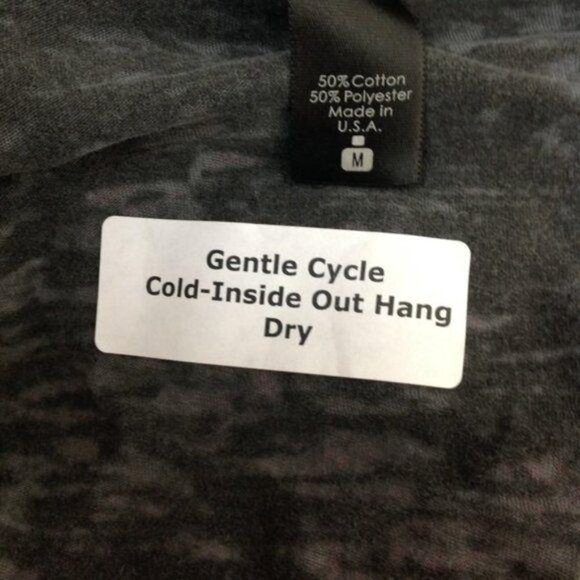 50% Cotton
50% Polyester
Made in
U.S.A.
M
Gentle Cycle
Cold-Inside Out Hang
Dry